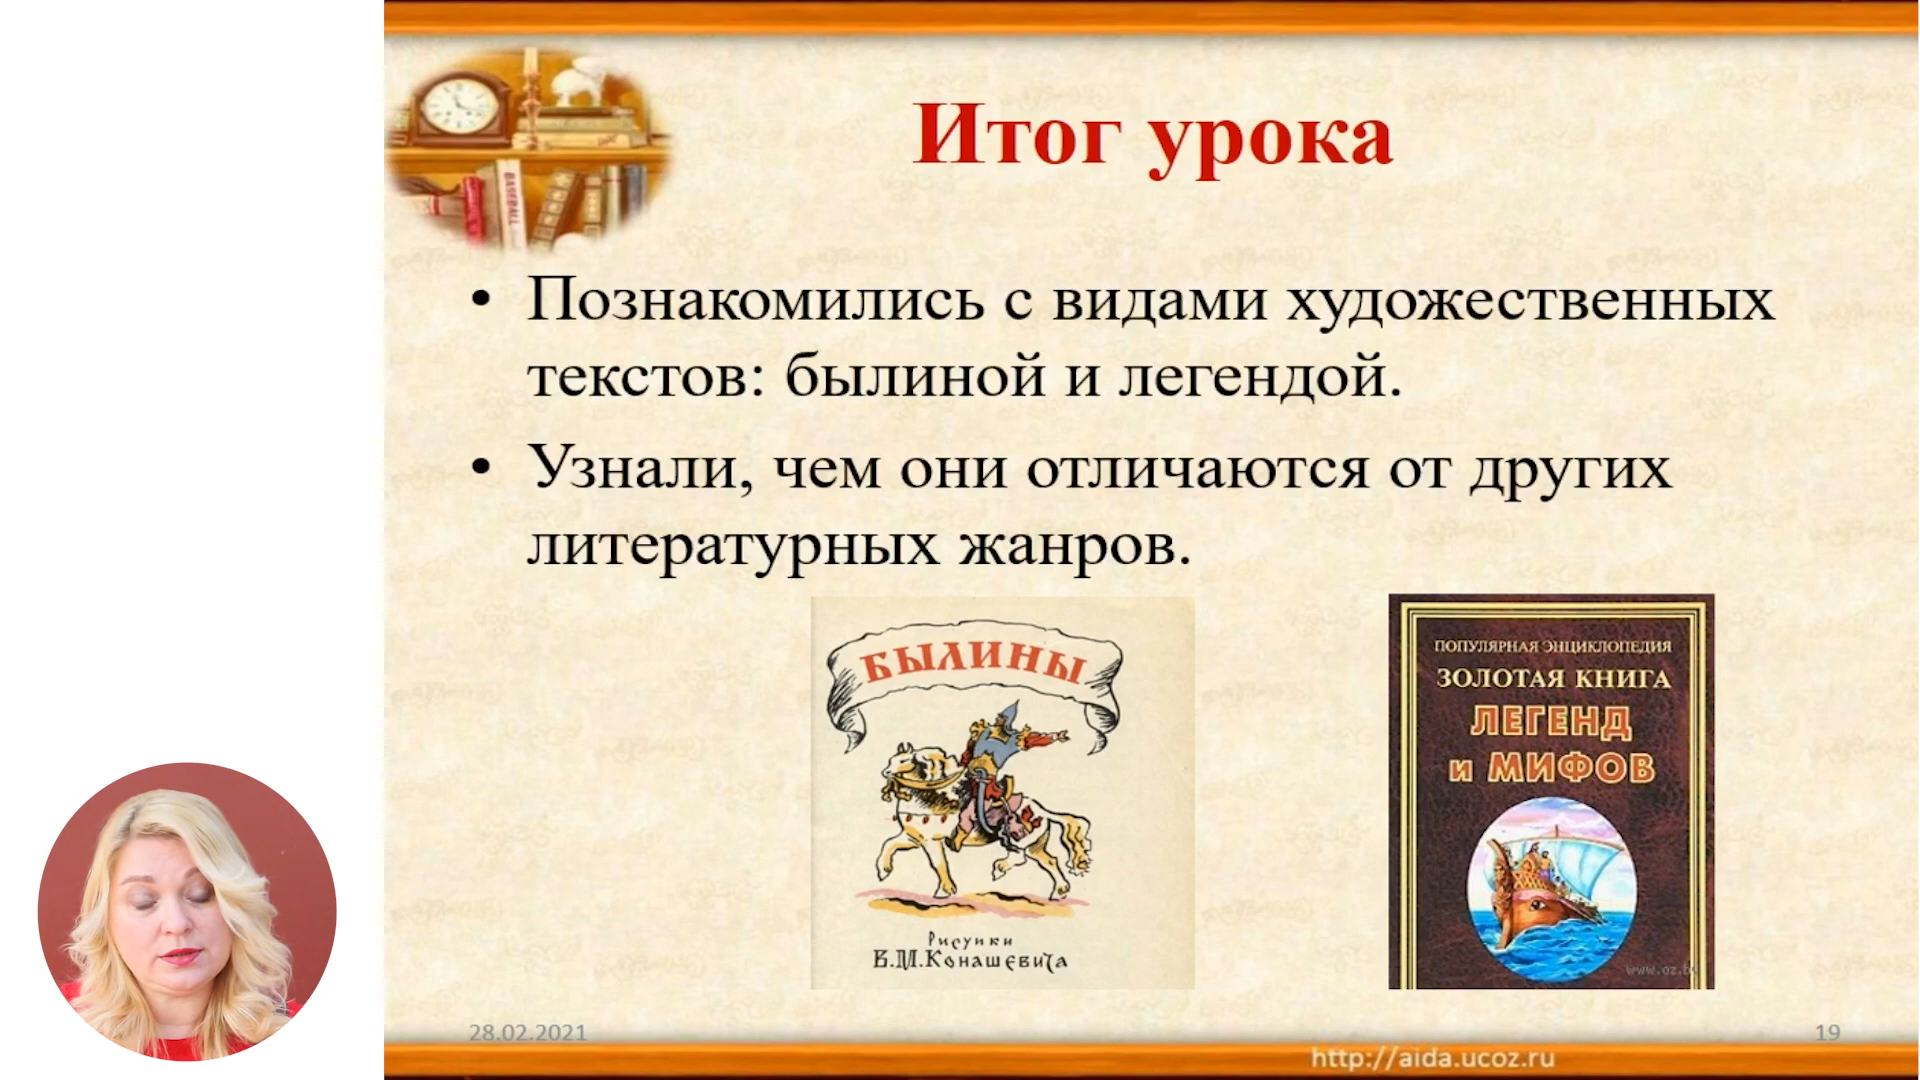 Итог урока
• Познакомились с видами художественных
текстов: былиной и легендой.
• Узнали, чем они отличаются от других
литературных жанров.
БЫЛИНЫ
Рисунки
В.М.Конашевича
ПОПУЛЯРНАЯ ЭНЦИКЛОПЕДИЯ
ЗОЛОТАЯ КНИГА
ЛЕГЕНД
и МИФОВ
BASEBALL
28.02.2021
19
http://aida.ucoz.ru